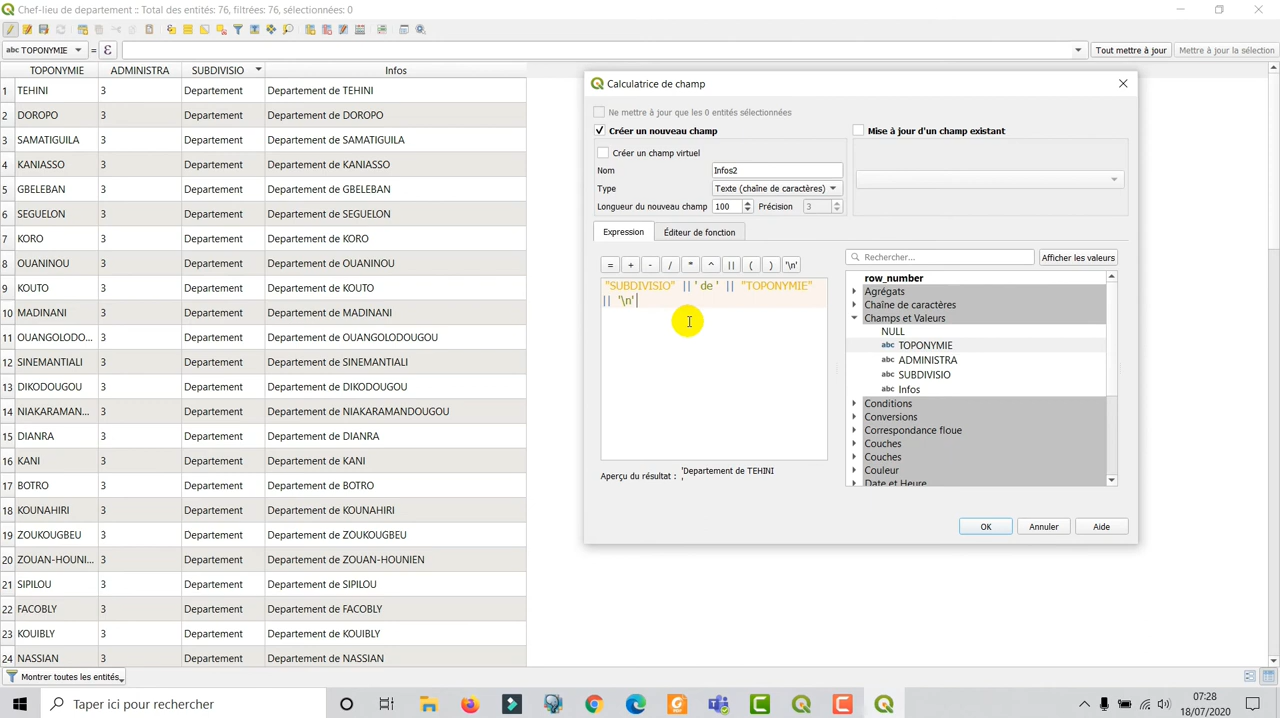 Chef-lieu de departement :: Total des entités: 76, filtrées: 76, sélectionnées: 0
abc TOPONYMIE = ε Tout mettre à jour Mettre à jour la sélection
TOPONYMIE ADMINISTRA SUBDIVISIO Infos
1 TEHINI 3 Departement Departement de TEHINI
2 DOROPO 3 Departement Departement de DOROPO
3 SAMATIGUILA 3 Departement Departement de SAMATIGUILA
4 KANIASSO 3 Departement Departement de KANIASSO
5 GBELEBAN 3 Departement Departement de GBELEBAN
6 SEGUELON 3 Departement Departement de SEGUELON
7 KORO 3 Departement Departement de KORO
8 OUANINOU 3 Departement Departement de OUANINOU
9 KOUTO 3 Departement Departement de KOUTO
10 MADINANI 3 Departement Departement de MADINANI
11 OUANGOLODO... 3 Departement Departement de OUANGOLODOUGOU
12 SINEMANTIALI 3 Departement Departement de SINEMANTIALI
13 DIKODOUGOU 3 Departement Departement de DIKODOUGOU
14 NIAKARAMAN... 3 Departement Departement de NIAKARAMANDOUGOU
15 DIANRA 3 Departement Departement de DIANRA
16 KANI 3 Departement Departement de KANI
17 BOTRO 3 Departement Departement de BOTRO
18 KOUNAHIRI 3 Departement Departement de KOUNAHIRI
19 ZOUKOUGBEU 3 Departement Departement de ZOUKOUGBEU
20 ZOUAN-HOUNI... 3 Departement Departement de ZOUAN-HOUNIEN
21 SIPILOU 3 Departement Departement de SIPILOU
22 FACOBLY 3 Departement Departement de FACOBLY
23 KOUIBLY 3 Departement Departement de KOUIBLY
24 NASSIAN 3 Departement Departement de NASSIAN
Montrer toutes les entités
Calculatrice de champ
Ne mettre à jour que les 0 entités sélectionnées
Créer un nouveau champ
Mise à jour d'un champ existant
Créer un champ virtuel
Nom Infos2
Type Texte (chaîne de caractères)
Longueur du nouveau champ 100 Précision 3
Expression Éditeur de fonction
= + - / * ^ || ( ) '\n'
"SUBDIVISIO" || ' de ' || "TOPONYMIE"
|| '\n'
Aperçu du résultat : 'Departement de TEHINI
'
Rechercher... Afficher les valeurs
row_number
Agrégats
Chaîne de caractères
Champs et Valeurs
NULL
abc TOPONYMIE
abc ADMINISTRA
abc SUBDIVISIO
abc Infos
Conditions
Conversions
Correspondance floue
Couches
Couches
Couleur
Date et Heure
OK Annuler Aide
Taper ici pour rechercher
07:28
18/07/2020